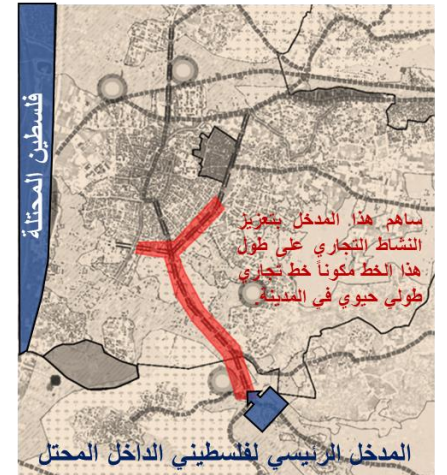 فلسطين المحتلة
ساهم هذا المدخل بتعزيز
النشاط التجاري على طول
هذا الخط مكوناً خط تجاري
طولي حيوي في المدينة.
المدخل الرئيسي لفلسطيني الداخل المحتل